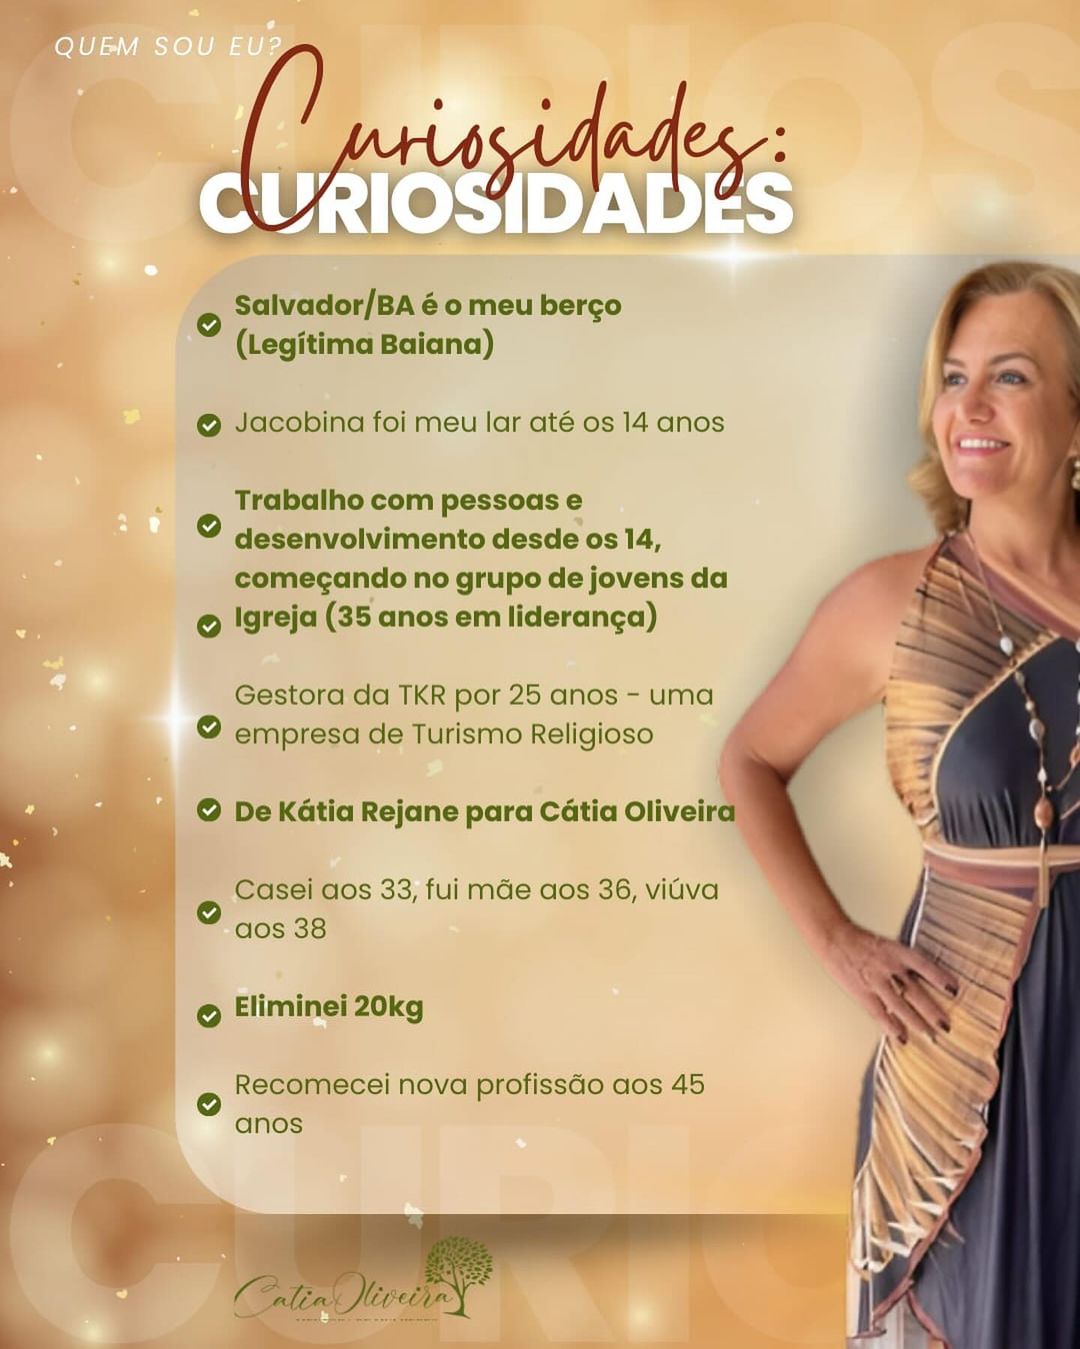 QUEM SOU EU?
Curiosidades:
CURIOSIDADES
Salvador/BA é o meu berço
(Legítima Baiana)
Jacobina foi meu lar até os 14 anos
Trabalho com pessoas e
desenvolvimento desde os 14,
começando no grupo de jovens da
Igreja (35 anos em liderança)
Gestora da TKR por 25 anos - uma
empresa de Turismo Religioso
De Kátia Rejane para Cátia Oliveira
Casei aos 33, fui mãe aos 36, viúva
aos 38
Eliminei 20kg
Recomecei nova profissão aos 45
anos
CURIOS
CURIO
Catia Oliveira